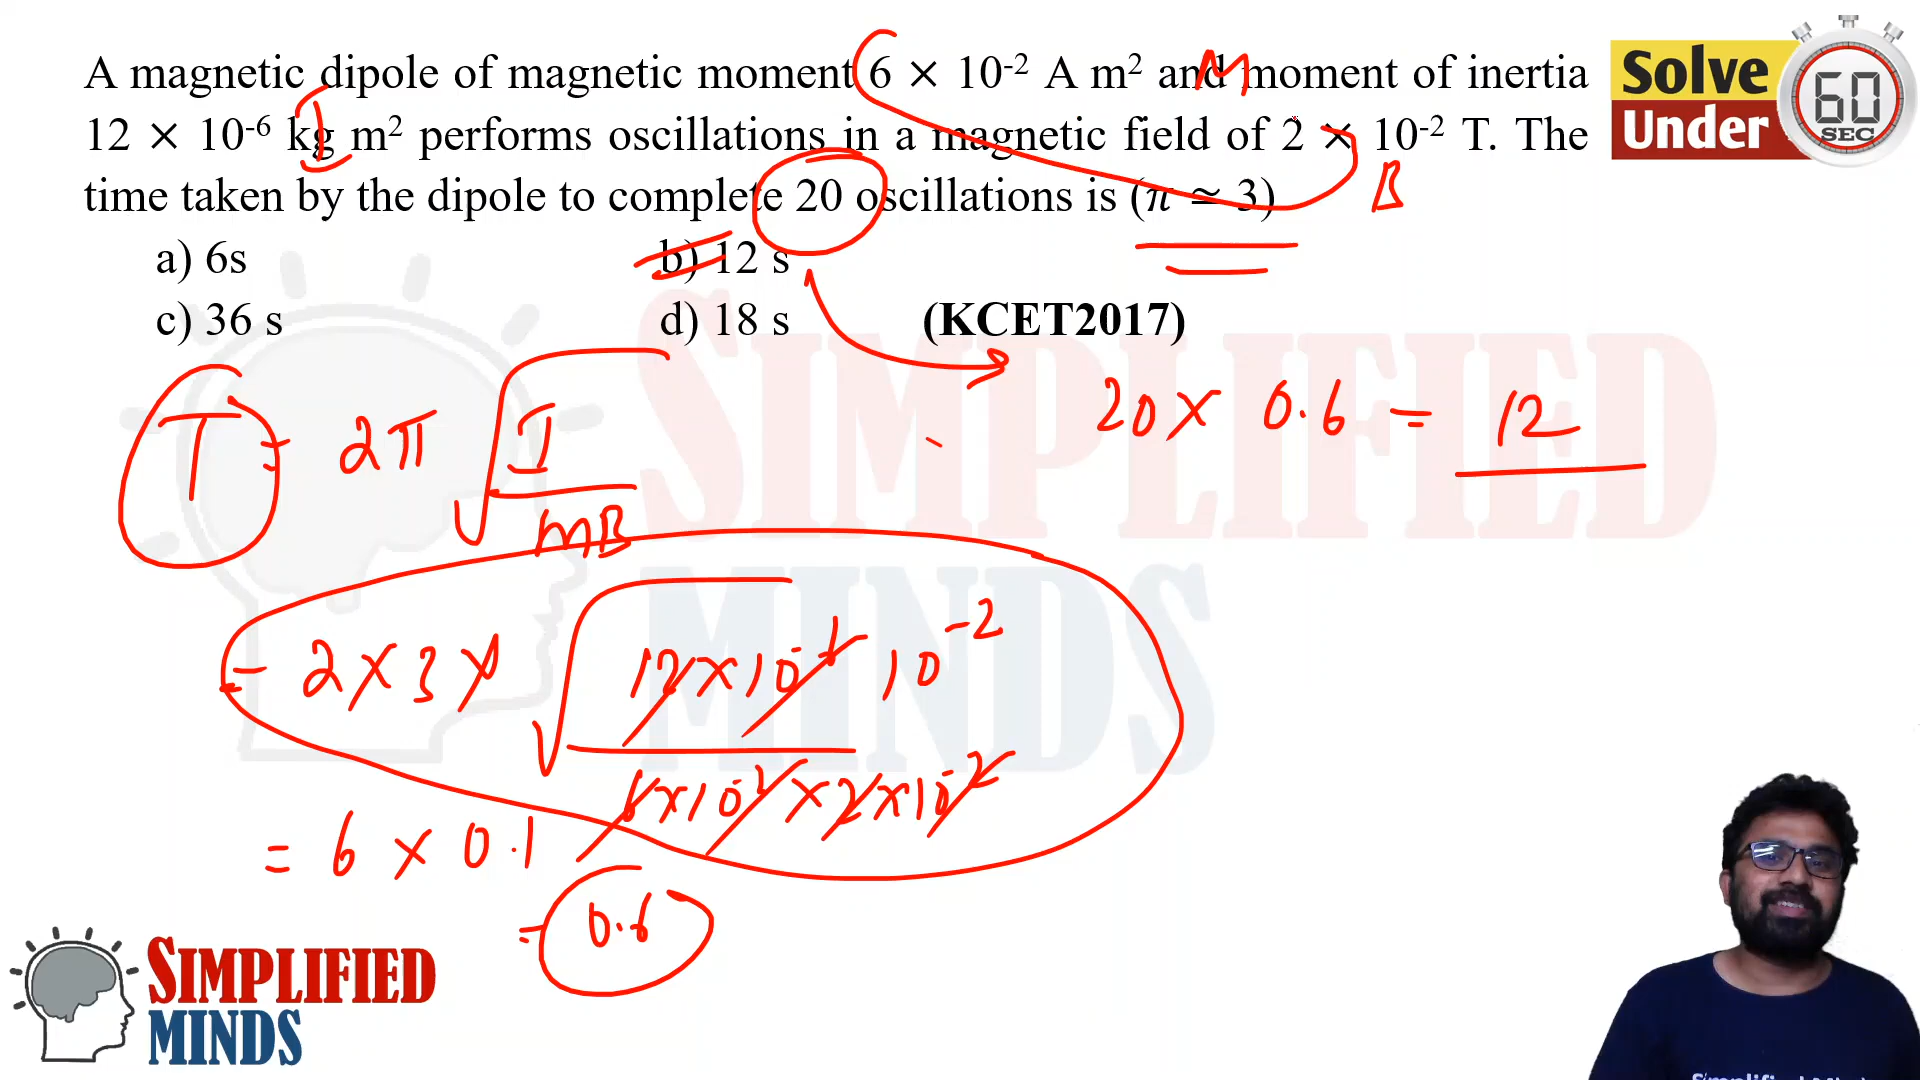 A magnetic dipole of magnetic moment 6 × 10-2 A m2 and moment of inertia
12 × 10-6 kg m2 performs oscillations in a magnetic field of 2 × 10-2 T. The
time taken by the dipole to complete 20 oscillations is (π ≃ 3)
a) 6s b) 12 s
c) 36 s d) 18 s (KCET2017)
Solve
Under
60
SEC
M
I
B
T = 2π √ I
MB
20 × 0.6 = 12
= 2 × 3 × √ 12×10-6 10-2
6×10-2 × 2×10-2
= 6 × 0.1
= 0.6
SIMPLIFIED
MINDS
SIMPLIFIED
MINDS